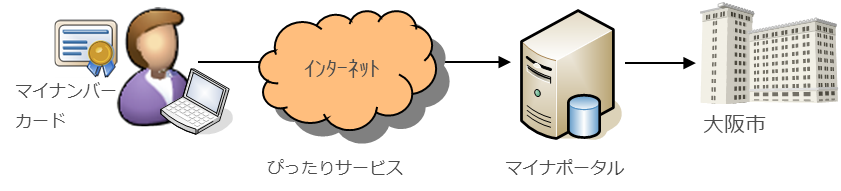 マイナンバー
カード
インターネット
ぴったりサービス
マイナポータル
大阪市